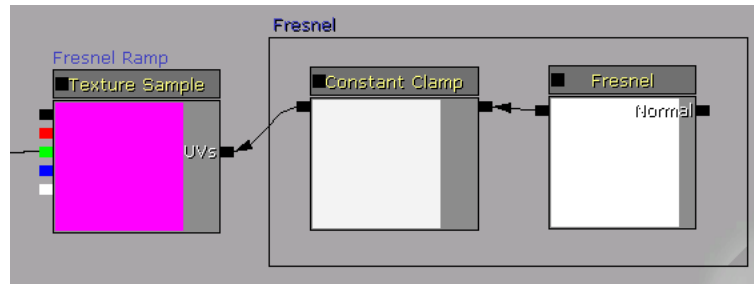 Fresnel
Fresnel Ramp
Texture Sample
Constant Clamp
Fresnel
UVs
Normal